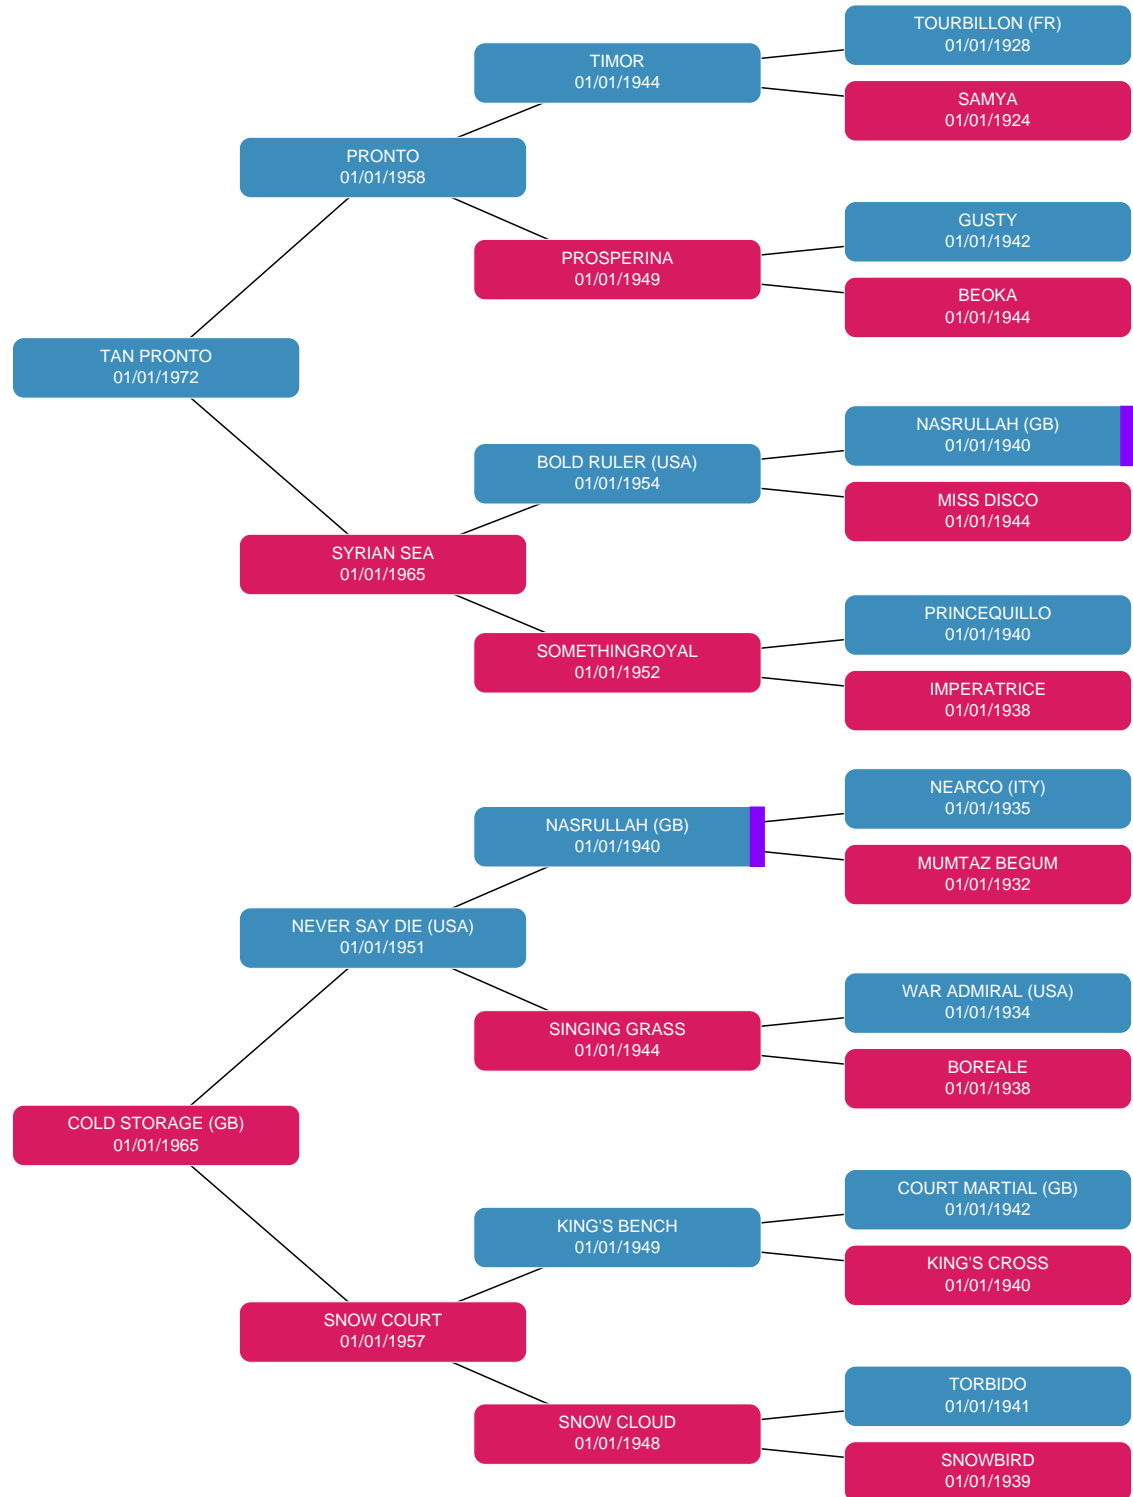 TOURBILLON (FR)
01/01/1928
TIMOR
01/01/1944
SAMYA
01/01/1924
PRONTO
01/01/1958
GUSTY
01/01/1942
PROSPERINA
01/01/1949
BEOKA
01/01/1944
TAN PRONTO
01/01/1972
NASRULLAH (GB)
01/01/1940
BOLD RULER (USA)
01/01/1954
MISS DISCO
01/01/1944
SYRIAN SEA
01/01/1965
PRINCEQUILLO
01/01/1940
SOMETHINGROYAL
01/01/1952
IMPERATRICE
01/01/1938
NEARCO (ITY)
01/01/1935
NASRULLAH (GB)
01/01/1940
MUMTAZ BEGUM
01/01/1932
NEVER SAY DIE (USA)
01/01/1951
WAR ADMIRAL (USA)
01/01/1934
SINGING GRASS
01/01/1944
BOREALE
01/01/1938
COLD STORAGE (GB)
01/01/1965
COURT MARTIAL (GB)
01/01/1942
KING'S BENCH
01/01/1949
KING'S CROSS
01/01/1940
SNOW COURT
01/01/1957
TORBIDO
01/01/1941
SNOW CLOUD
01/01/1948
SNOWBIRD
01/01/1939